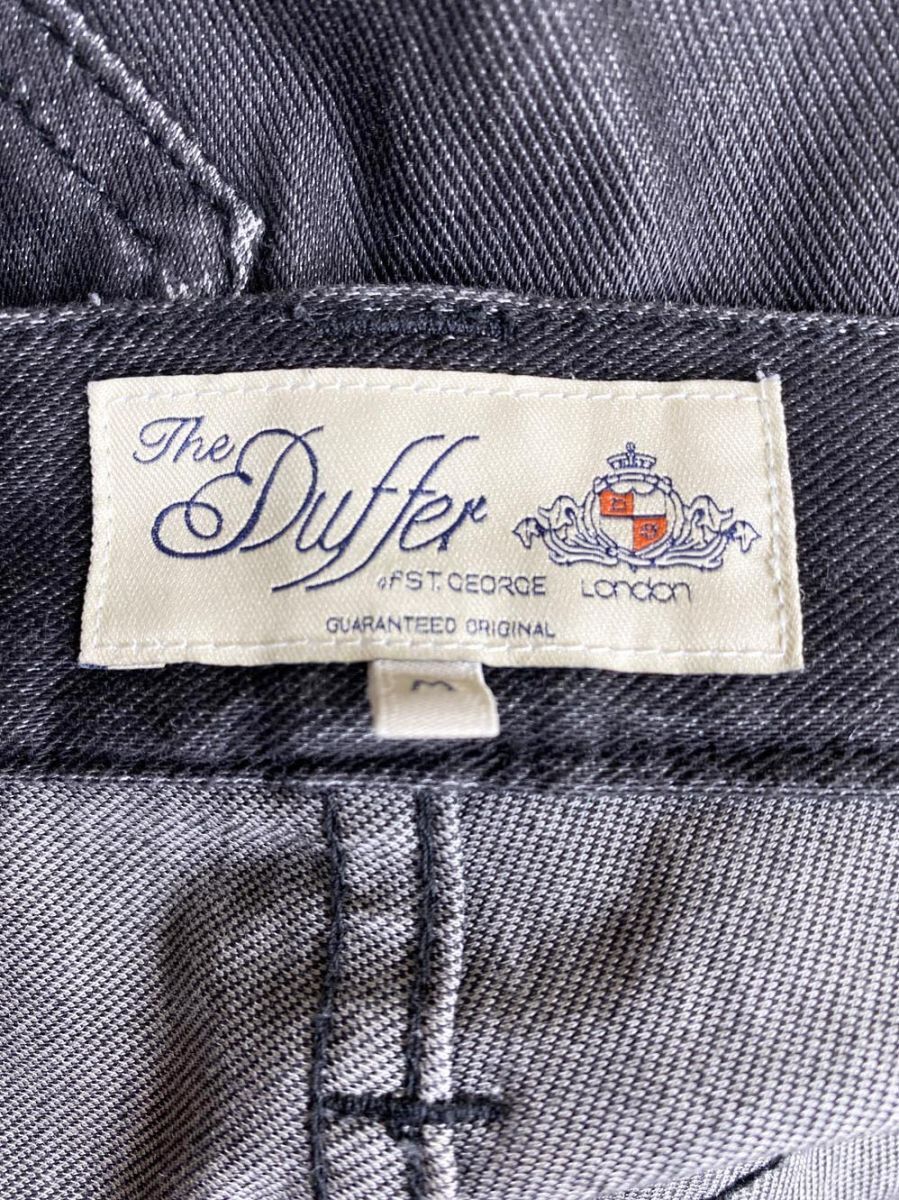 The
Duffer
of ST. GEORGE
London
GUARANTEED ORIGINAL
M